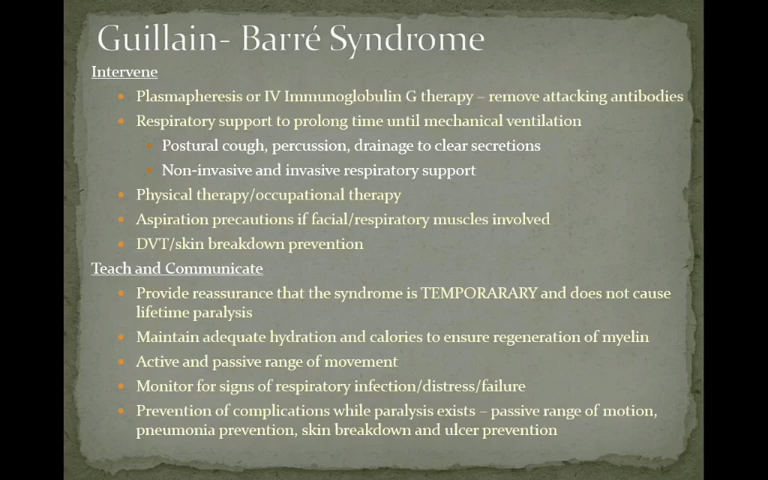 Guillain- Barré Syndrome
Intervene
Plasmapheresis or IV Immunoglobulin G therapy – remove attacking antibodies
Respiratory support to prolong time until mechanical ventilation
Postural cough, percussion, drainage to clear secretions
Non-invasive and invasive respiratory support
Physical therapy/occupational therapy
Aspiration precautions if facial/respiratory muscles involved
DVT/skin breakdown prevention
Teach and Communicate
Provide reassurance that the syndrome is TEMPORARARY and does not cause
lifetime paralysis
Maintain adequate hydration and calories to ensure regeneration of myelin
Active and passive range of movement
Monitor for signs of respiratory infection/distress/failure
Prevention of complications while paralysis exists – passive range of motion,
pneumonia prevention, skin breakdown and ulcer prevention